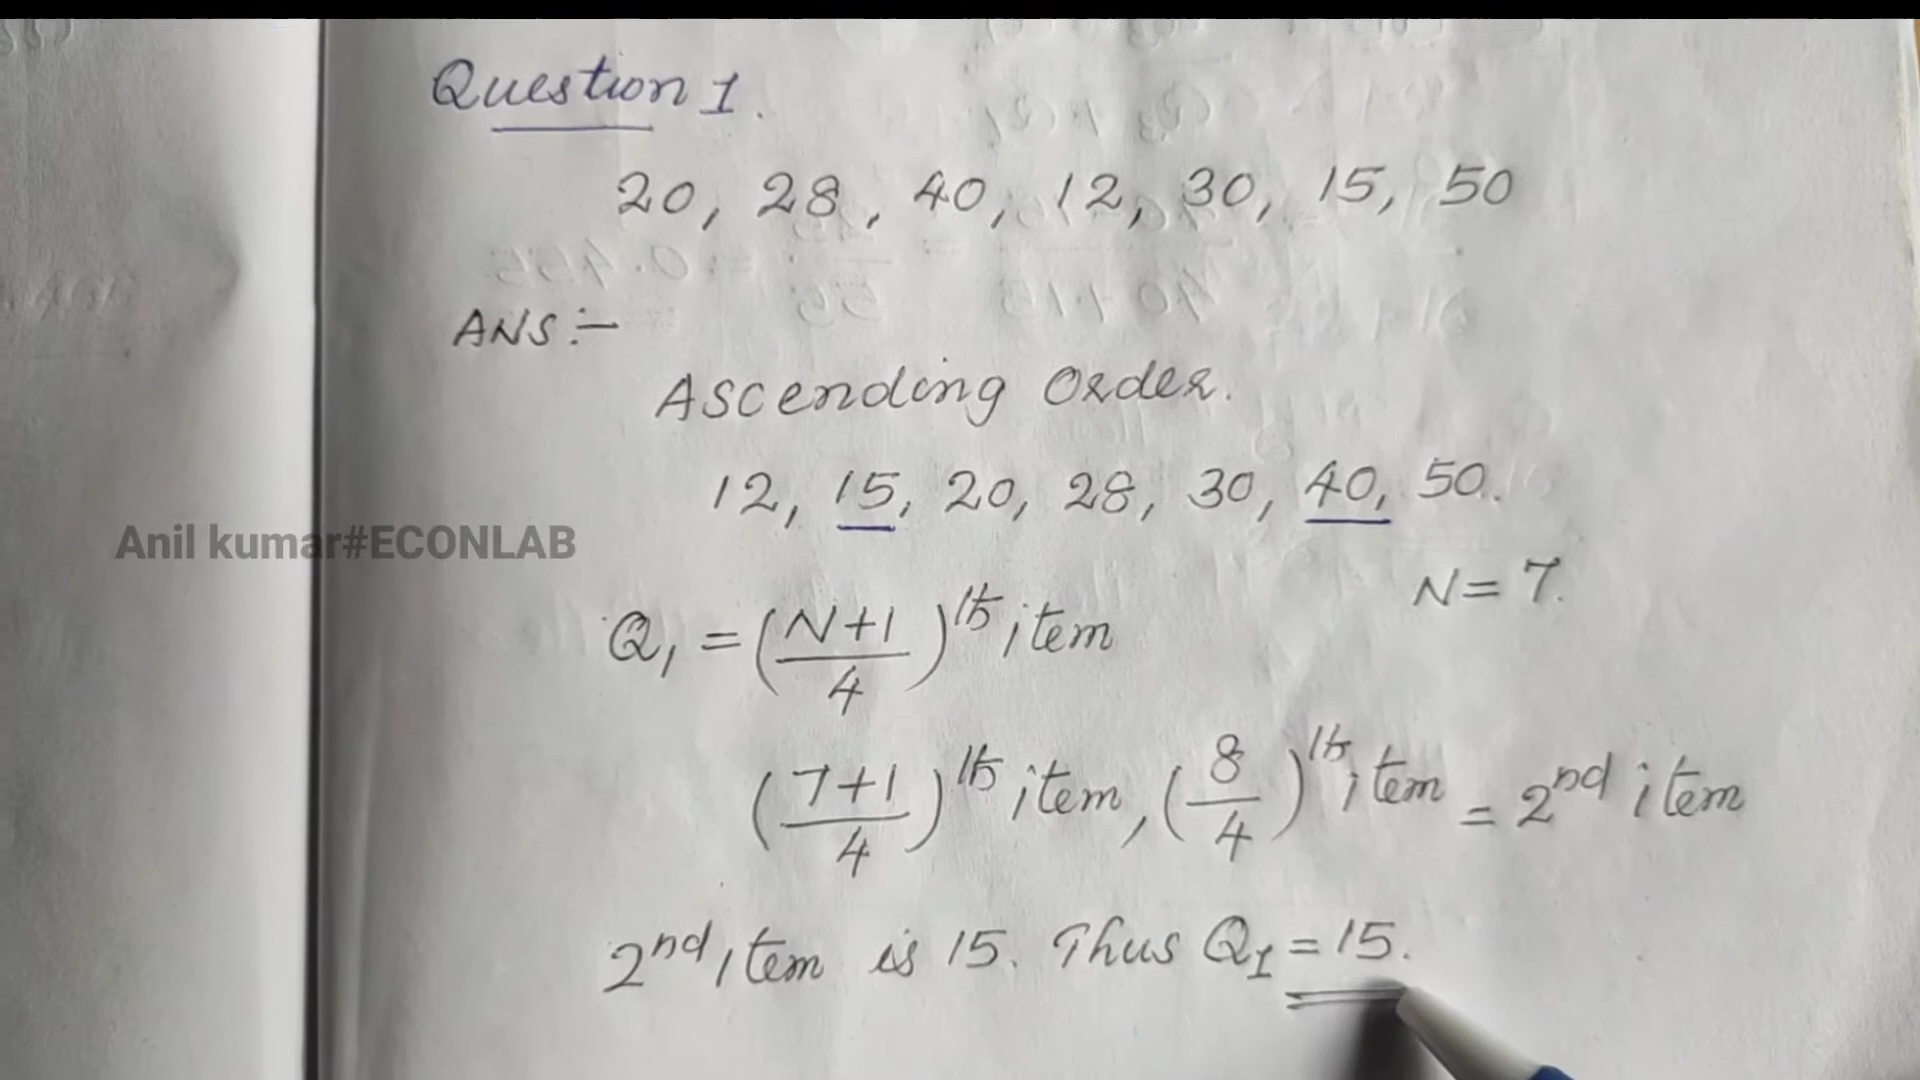 Question 1.
20, 28, 40, 12, 30, 15, 50
ANS :-
Ascending Order.
12, 15, 20, 28, 30, 40, 50.
Anil kumar#ECONLAB
N = 7.
Q1 = (N+1/4)th item
(7+1/4)th item, (8/4)th item = 2nd item
2nd item is 15. Thus Q1 = 15.